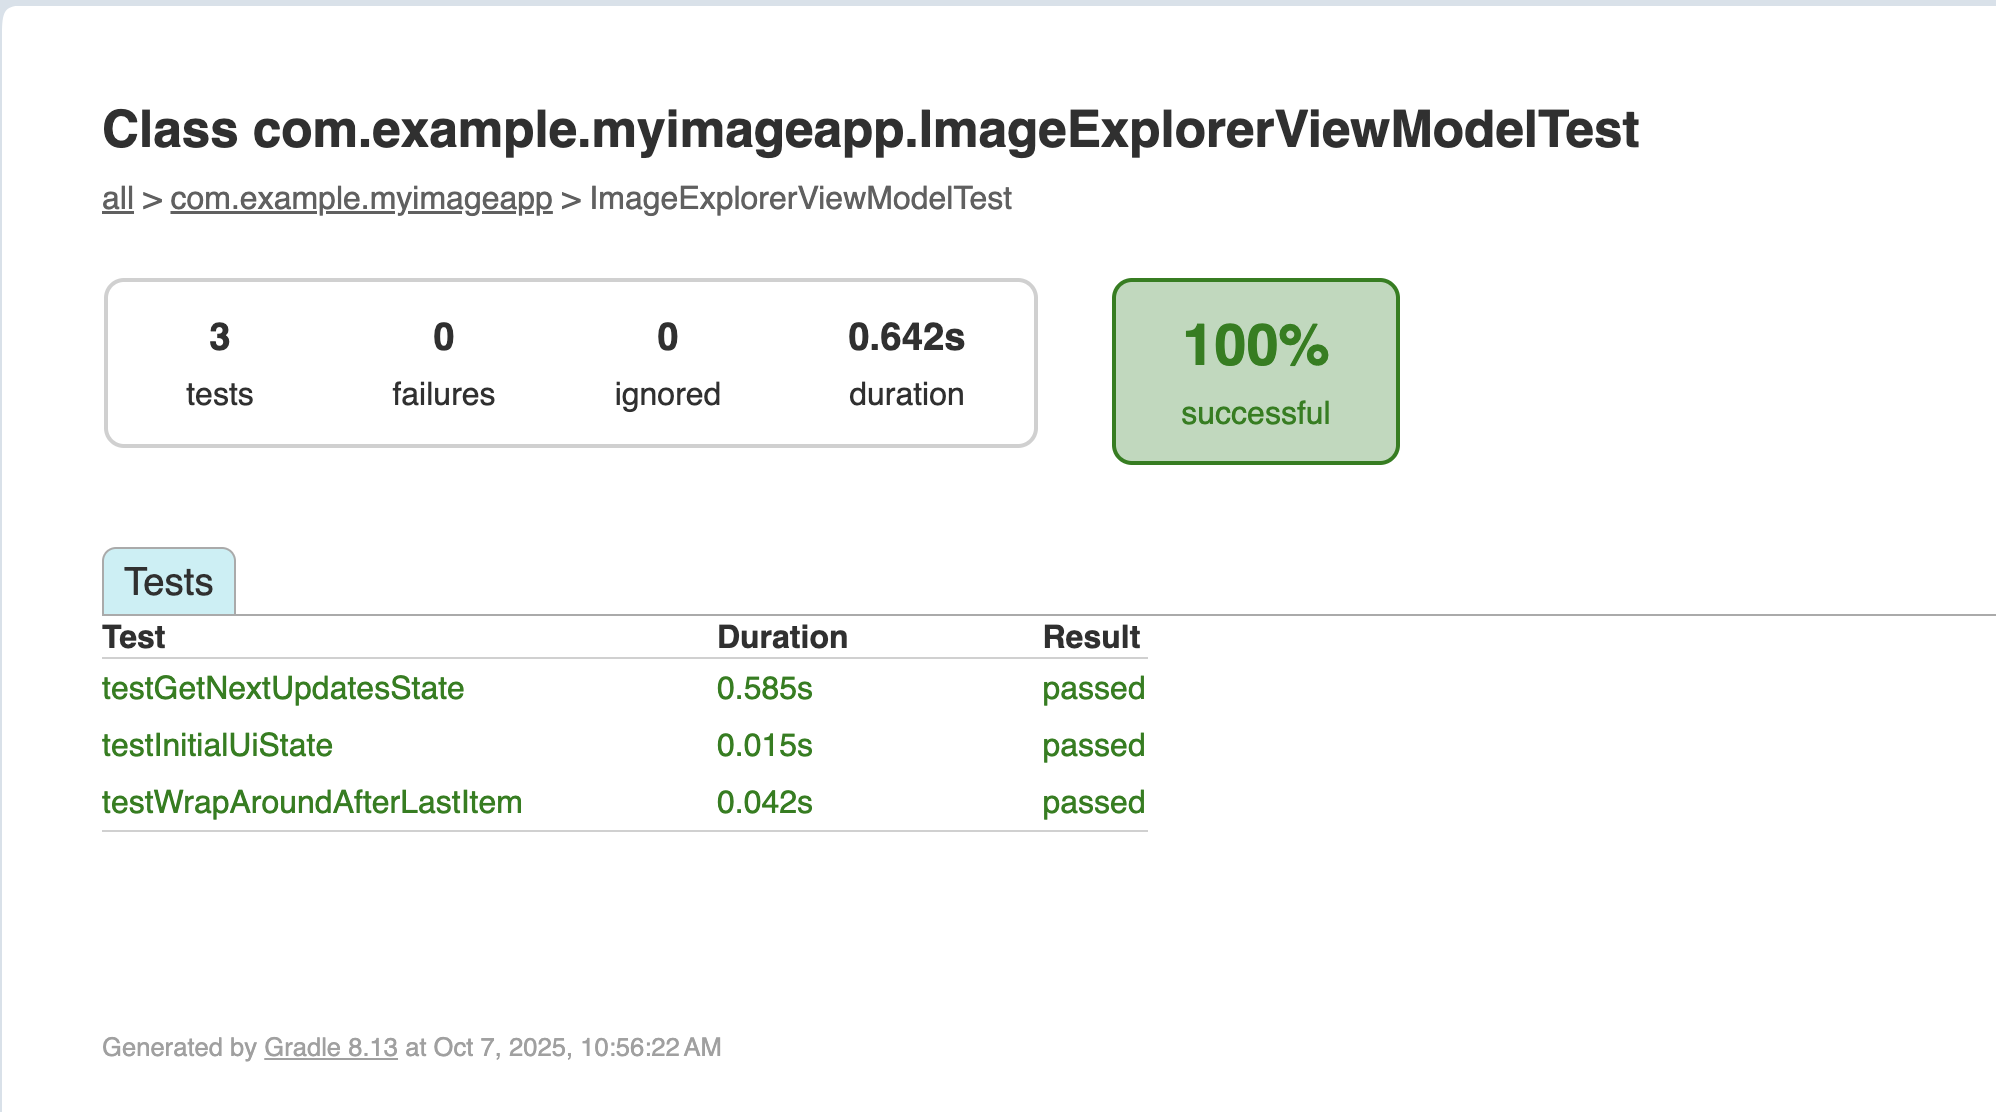 Class com.example.myimageapp.ImageExplorerViewModelTest
all > com.example.myimageapp > ImageExplorerViewModelTest
3 0 0 0.642s
tests failures ignored duration
100%
successful
Tests
Test Duration Result
testGetNextUpdatesState 0.585s passed
testInitialUiState 0.015s passed
testWrapAroundAfterLastItem 0.042s passed
Generated by Gradle 8.13 at Oct 7, 2025, 10:56:22 AM